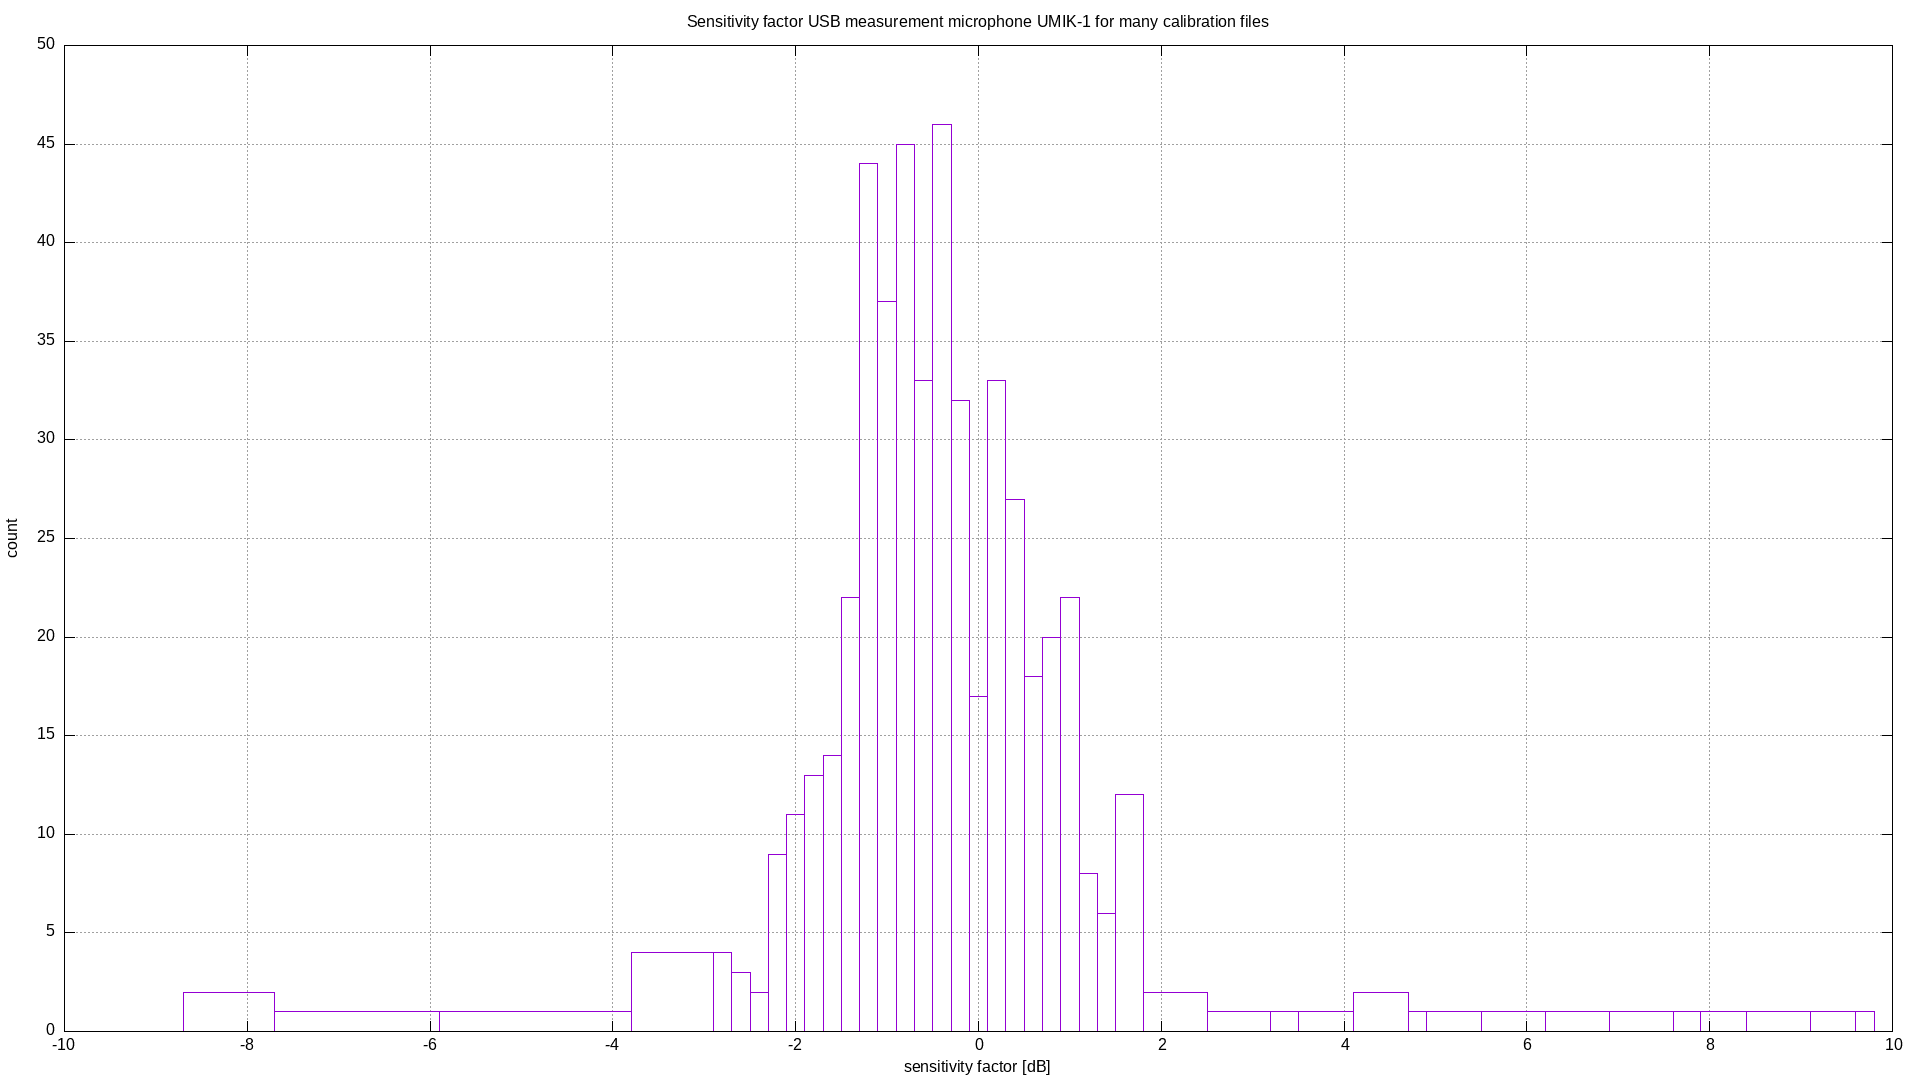 Sensitivity factor USB measurement microphone UMIK-1 for many calibration files
50
45
40
35
30
25
20
15
10
5
0
count
-10 -8 -6 -4 -2 0 2 4 6 8 10
sensitivity factor [dB]